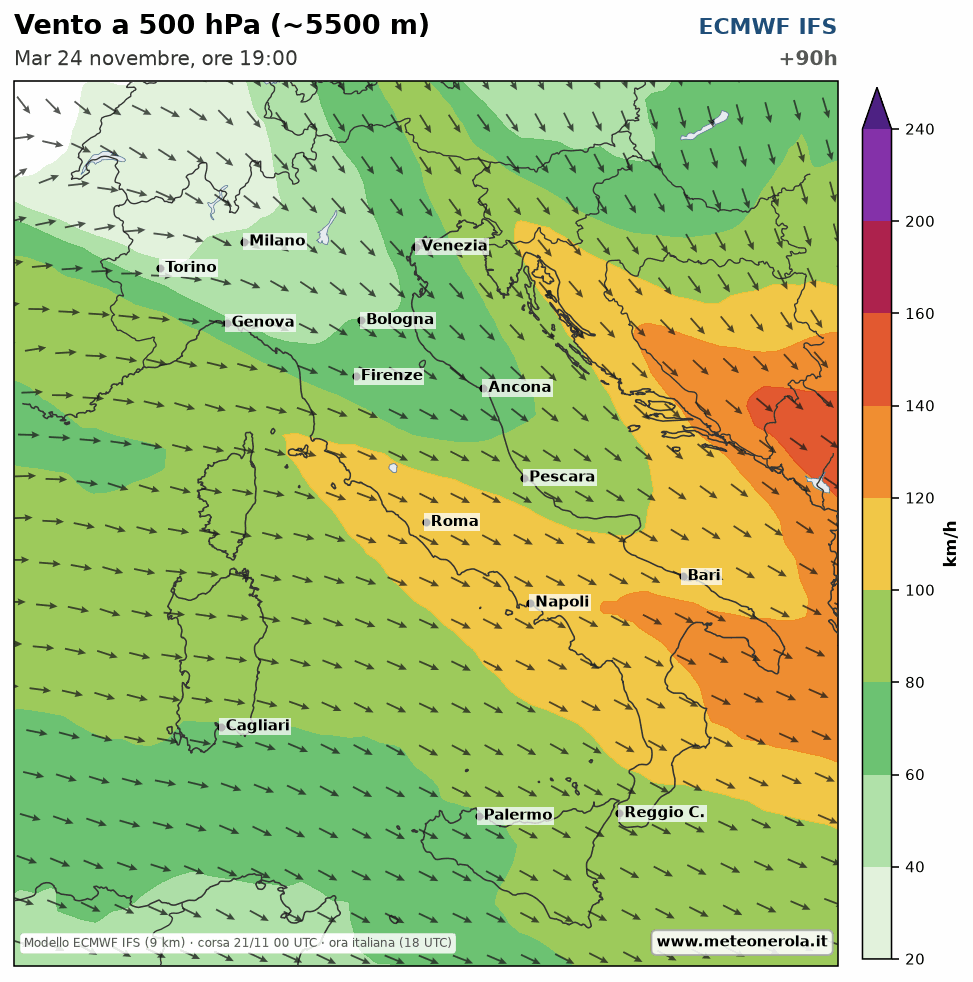 Vento a 500 hPa (~5500 m)
ECMWF IFS
Mar 24 novembre, ore 19:00
+90h
Milano
Venezia
Torino
Genova
Bologna
Firenze
Ancona
Pescara
Roma
Bari
Napoli
Cagliari
Palermo
Reggio C.
240
200
160
140
120
100
80
60
40
20
km/h
Modello ECMWF IFS (9 km) · corsa 21/11 00 UTC · ora italiana (18 UTC)
www.meteonerola.it